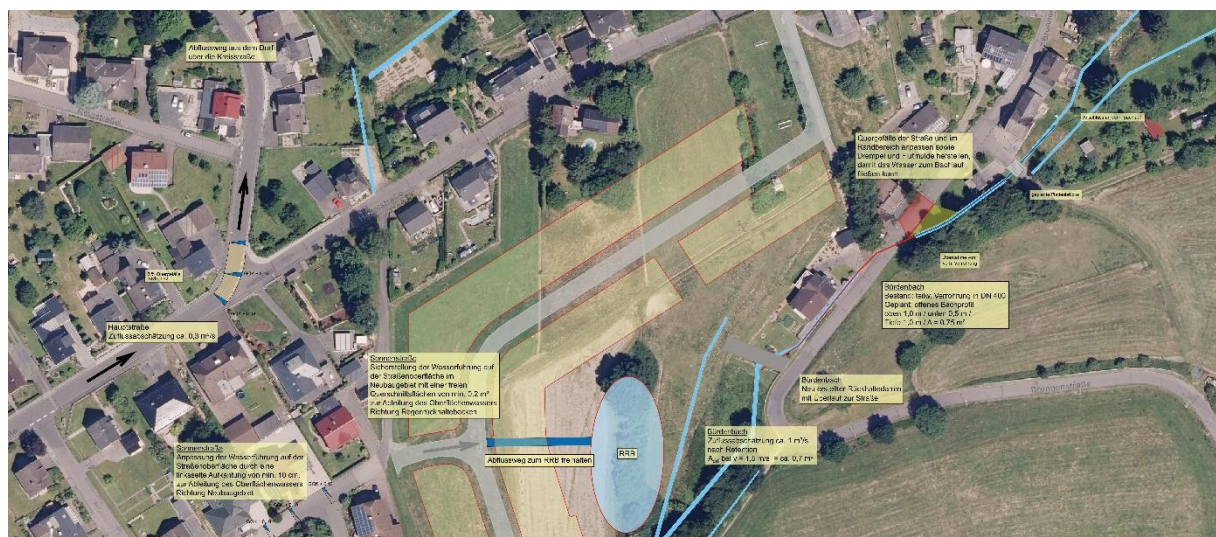 Abflussweg aus dem Dorf
über die Kreisstraße
Hauptstraße
Zuflussabschätzung ca. 0,3 m³/s
Sonnenstraße
Anpassung der Wasserführung auf der
Straßenoberfläche durch eine
linksseite Aufkantung von min. 10 cm.
zur Ableitung des Oberflächenwassers
Richtung Neubaugebiet
Sonnenstraße
Sicherstellung der Wasserführung auf
der Straßenoberfläche im
Neubaugebiet mit einer freien
Querschnittsflächen von min. 0,2 m²
zur Ableitung des Oberflächenwassers
Richtung Regenrückhaltebecken
Abflussweg zum RRB freihalten
RRB
Quergefälle der Straße und im
Randbereich anpassen sowie
Drempel und Flutmulde herstellen,
damit das Wasser zum Bachlauf
fließen kann
Bürdenbach
Bestand: teilw. Verrohrung in DN 400
Geplant: offenes Bachprofil
oben 1,0 m / unten 0,5 m /
Tiefe 1,0 m / A = 0,75 m²
Bürdenbach
Neu erstellter Rückhaltedamm
mit Überlauf zur Straße
Bürdenbach
Zuflussabschätzung ca. 1 m³/s
nach Retention